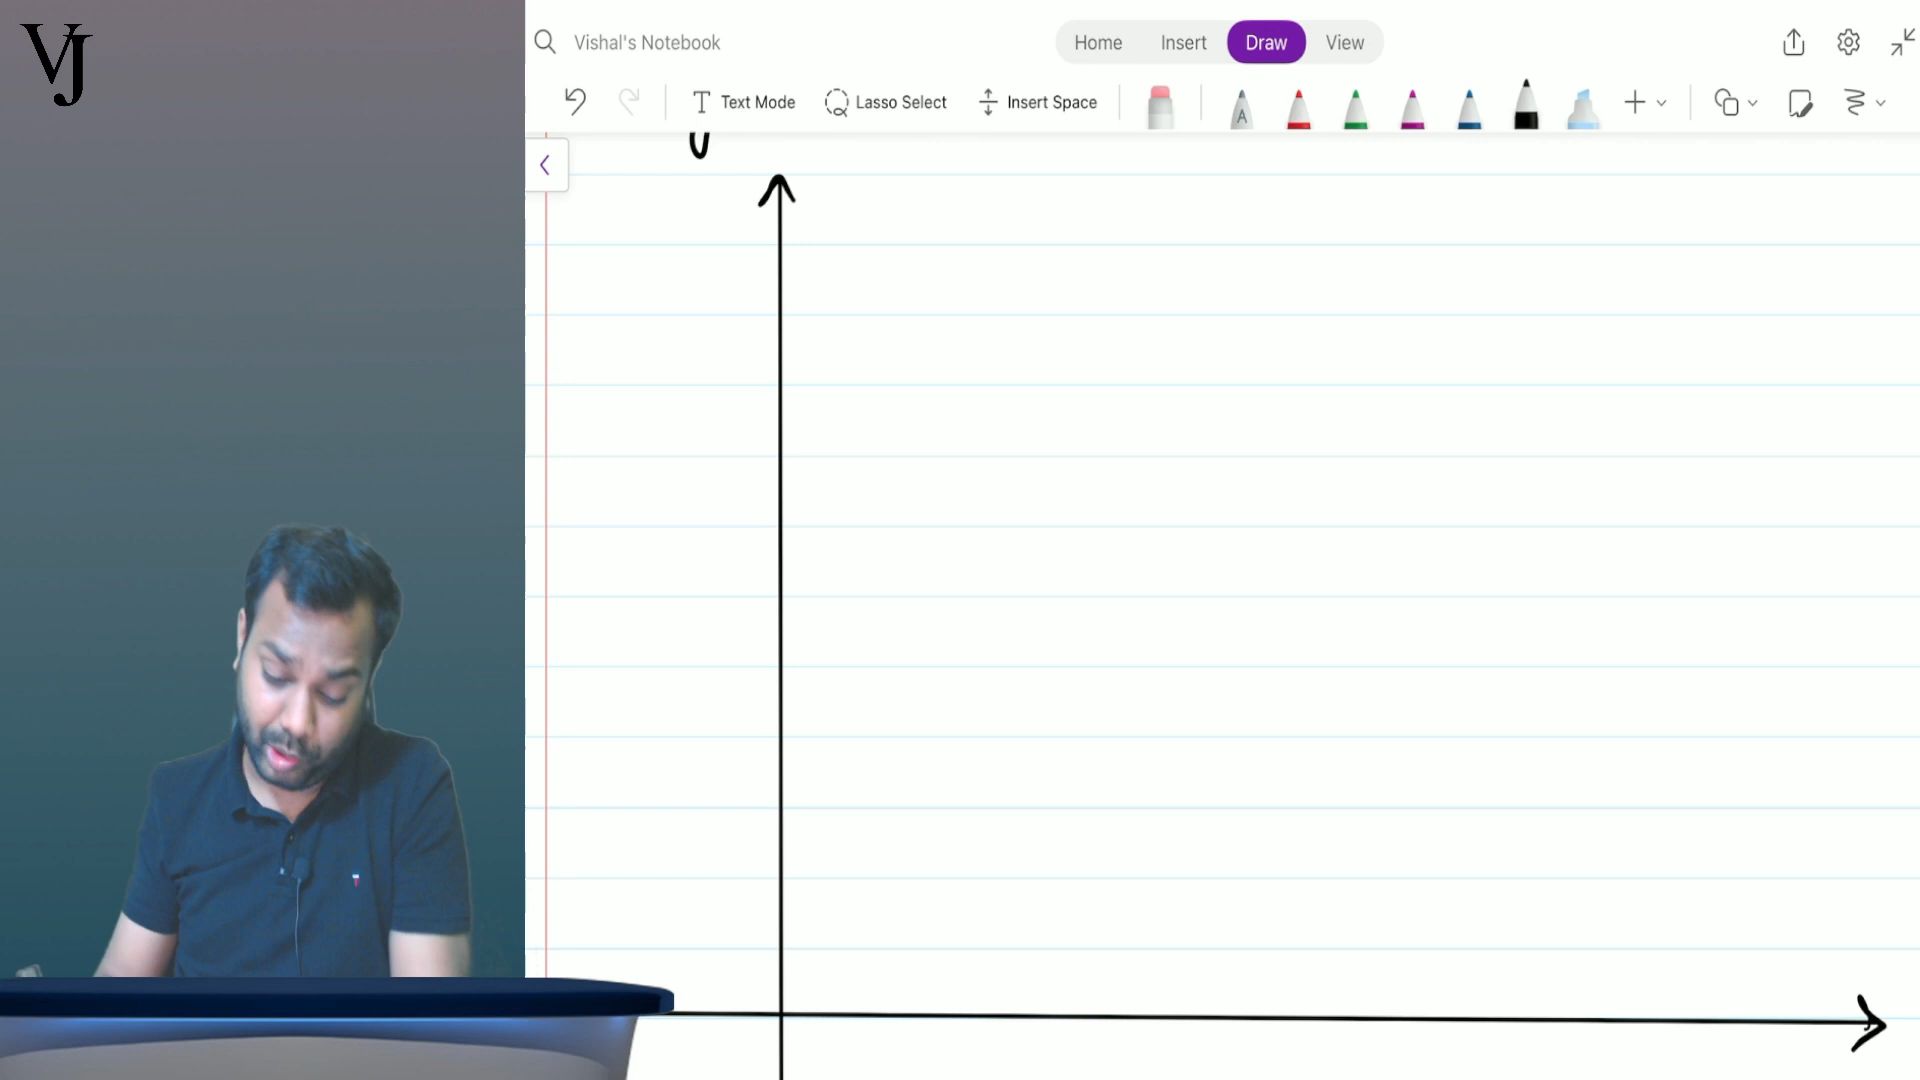 VJ
Vishal's Notebook
Home Insert Draw View
Text Mode Lasso Select Insert Space
A